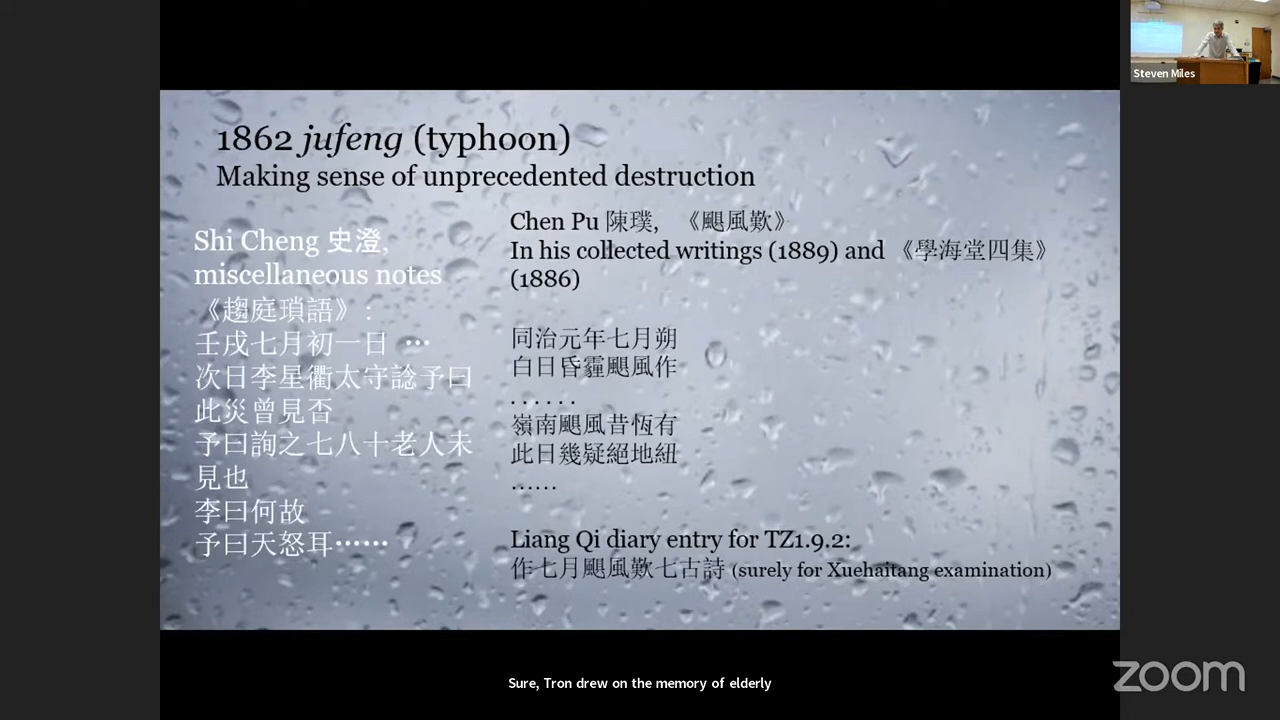 1862 jufeng (typhoon)
Making sense of unprecedented destruction
Shi Cheng 史澄,
miscellaneous notes
《趨庭瑣語》:
壬戌七月初一日 …
次日李星衢太守諗予曰
此災曾見否
予曰詢之七八十老人未
見也
李曰何故
予曰天怒耳……
Chen Pu 陳璞, 《颶風歎》
In his collected writings (1889) and 《學海堂四集》
(1886)
同治元年七月朔
白日昏霾颶風作
......
嶺南颶風昔恆有
此日幾疑絕地紐
......
Liang Qi diary entry for TZ1.9.2:
作七月颶風歎七古詩 (surely for Xuehaitang examination)
Steven Miles
Sure, Tron drew on the memory of elderly
zoom